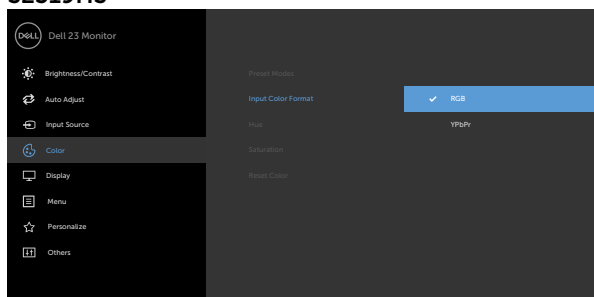 DELL Dell 23 Monitor
Brightness/Contrast
Auto Adjust
Input Source
Color
Display
Menu
Personalize
Others
Preset Modes
Input Color Format
Hue
Saturation
Reset Color
RGB
YPbPr